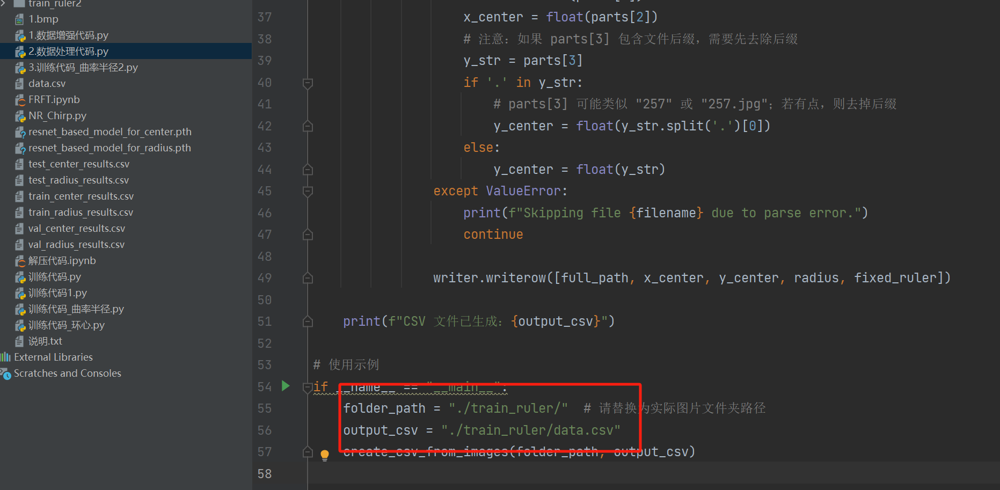 train_ruler2
1.bmp
1.数据增强代码.py
2.数据处理代码.py
3.训练代码_曲率半径2.py
data.csv
FRFT.ipynb
NR_Chirp.py
resnet_based_model_for_center.pth
resnet_based_model_for_radius.pth
test_center_results.csv
test_radius_results.csv
train_center_results.csv
train_radius_results.csv
val_center_results.csv
val_radius_results.csv
解压代码.ipynb
训练代码.py
训练代码1.py
训练代码_曲率半径.py
训练代码_环心.py
说明.txt
External Libraries
Scratches and Consoles
37 x_center = float(parts[2])
38 # 注意：如果 parts[3] 包含文件后缀，需要先去除后缀
39 y_str = parts[3]
40 if '.' in y_str:
41 # parts[3] 可能类似 "257" 或 "257.jpg"；若有点，则去掉后缀
42 y_center = float(y_str.split('.')[0])
43 else:
44 y_center = float(y_str)
45 except ValueError:
46 print(f"Skipping file {filename} due to parse error.")
47 continue
48
49 writer.writerow([full_path, x_center, y_center, radius, fixed_ruler])
50
51 print(f"CSV 文件已生成：{output_csv}")
52
53 # 使用示例
54 if __name__ == "__main__":
55 folder_path = "./train_ruler/" # 请替换为实际图片文件夹路径
56 output_csv = "./train_ruler/data.csv"
57 create_csv_from_images(folder_path, output_csv)
58